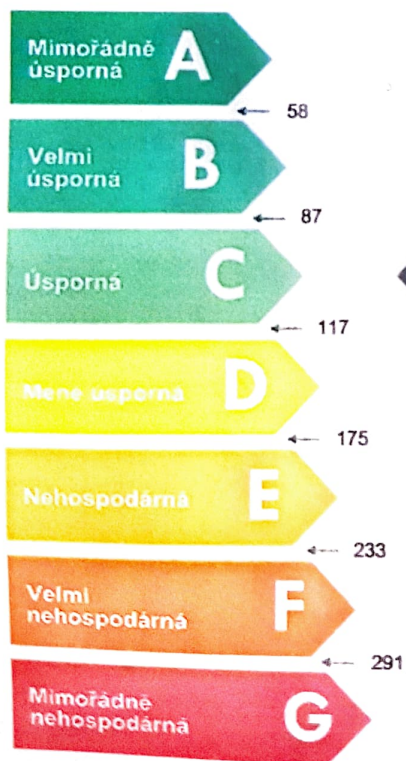 Mimořádně
úsporná
A
58
Velmi
úsporná
B
87
Úsporná
C
117
Méně úsporná
D
175
Nehospodárná
E
233
Velmi
nehospodárná
F
291
Mimořádně
nehospodárná
G